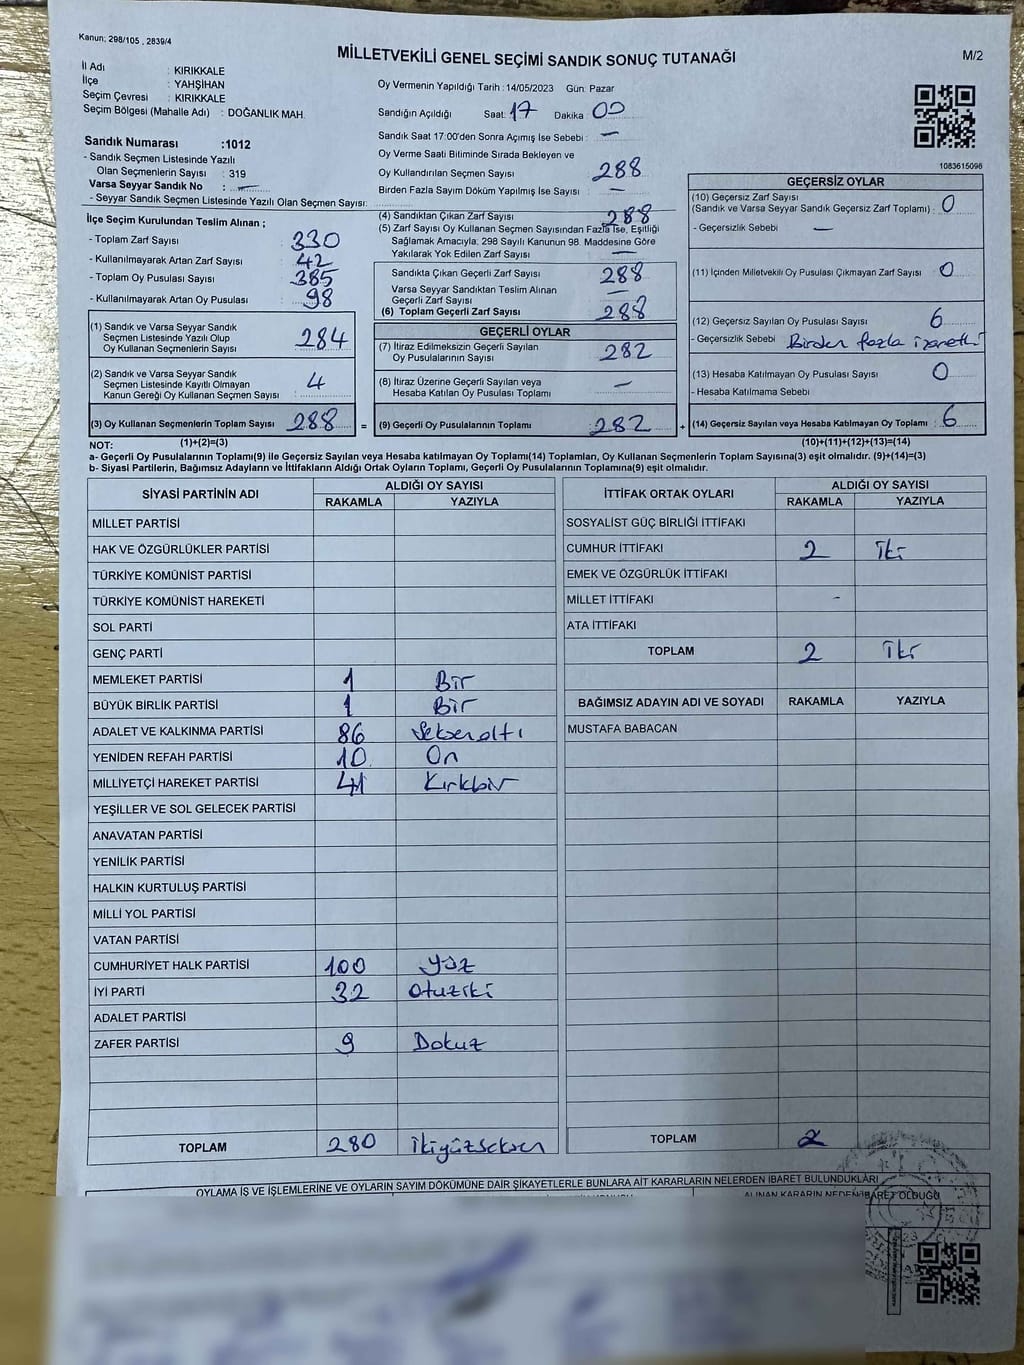 Kanun: 298/105 , 2839/4
MİLLETVEKİLİ GENEL SEÇİMİ SANDIK SONUÇ TUTANAĞI
M/2
İl Adı : KIRIKKALE
İlçe : YAHŞİHAN
Seçim Çevresi : KIRIKKALE
Seçim Bölgesi (Mahalle Adı) : DOĞANLIK MAH.
Sandık Numarası :1012
- Sandık Seçmen Listesinde Yazılı
Olan Seçmenlerin Sayısı : 319
Varsa Seyyar Sandık No : —
- Seyyar Sandık Seçmen Listesinde Yazılı Olan Seçmen Sayısı:
Oy Vermenin Yapıldığı Tarih : 14/05/2023 Gün: Pazar
Sandığın Açıldığı Saat: 17 Dakika 00
Sandık Saat 17:00'den Sonra Açımış İse Sebebi : —
Oy Verme Saati Bitiminde Sırada Bekleyen ve
Oy Kullandırılan Seçmen Sayısı 288
Birden Fazla Sayım Döküm Yapılmış İse Sayısı —
1083615096
İlçe Seçim Kurulundan Teslim Alınan ;
- Toplam Zarf Sayısı : 330
- Kullanılmayarak Artan Zarf Sayısı : 42
- Toplam Oy Pusulası Sayısı : 385
- Kullanılmayarak Artan Oy Pusulası : 98
(1) Sandık ve Varsa Seyyar Sandık
Seçmen Listesinde Yazılı Olup
Oy Kullanan Seçmenlerin Sayısı : 284
(2) Sandık ve Varsa Seyyar Sandık
Seçmen Listesinde Kayıtlı Olmayan
Kanun Gereği Oy Kullanan Seçmen Sayısı : 4
(3) Oy Kullanan Seçmenlerin Toplam Sayısı : 288 =
(4) Sandıktan Çıkan Zarf Sayısı 288
(5) Zarf Sayısı Oy Kullanan Seçmen Sayısından Fazla İse, Eşitliği
Sağlamak Amacıyla, 298 Sayılı Kanunun 98. Maddesine Göre
Yakılarak Yok Edilen Zarf Sayısı —
Sandıkta Çıkan Geçerli Zarf Sayısı 288
Varsa Seyyar Sandıktan Teslim Alınan
Geçerli Zarf Sayısı —
(6) Toplam Geçerli Zarf Sayısı : 288
GEÇERLİ OYLAR
(7) İtiraz Edilmeksizin Geçerli Sayılan
Oy Pusulalarının Sayısı : 282
(8) İtiraz Üzerine Geçerli Sayılan veya
Hesaba Katılan Oy Pusulası Toplamı : —
(9) Geçerli Oy Pusulalarının Toplamı : 282 +
GEÇERSİZ OYLAR
(10) Geçersiz Zarf Sayısı
(Sandık ve Varsa Seyyar Sandık Geçersiz Zarf Toplamı) : 0
- Geçersizlik Sebebi —
(11) İçinden Milletvekili Oy Pusulası Çıkmayan Zarf Sayısı : 0
(12) Geçersiz Sayılan Oy Pusulası Sayısı : 6
- Geçersizlik Sebebi Birden fazla işaretli
(13) Hesaba Katılmayan Oy Pusulası Sayısı : 0
- Hesaba Katılmama Sebebi
(14) Geçersiz Sayılan veya Hesaba Katılmayan Oy Toplamı : 6
NOT: (1)+(2)=(3) (10)+(11)+(12)+(13)=(14)
a- Geçerli Oy Pusulalarının Toplamı(9) ile Geçersiz Sayılan veya Hesaba katılmayan Oy Toplamı(14) Toplamları, Oy Kullanan Seçmenlerin Toplam Sayısına(3) eşit olmalıdır. (9)+(14)=(3)
b- Siyasi Partilerin, Bağımsız Adayların ve İttifakların Aldığı Ortak Oyların Toplamı, Geçerli Oy Pusulalarının Toplamına(9) eşit olmalıdır.
SİYASİ PARTİNİN ADI ALDIĞI OY SAYISI
RAKAMLA YAZIYLA
MİLLET PARTİSİ
HAK VE ÖZGÜRLÜKLER PARTİSİ
TÜRKİYE KOMÜNİST PARTİSİ
TÜRKİYE KOMÜNİST HAREKETİ
SOL PARTİ
GENÇ PARTİ
MEMLEKET PARTİSİ 1 Bir
BÜYÜK BİRLİK PARTİSİ 1 Bir
ADALET VE KALKINMA PARTİSİ 86 Seksenaltı
YENİDEN REFAH PARTİSİ 10 On
MİLLİYETÇİ HAREKET PARTİSİ 41 Kırkbir
YEŞİLLER VE SOL GELECEK PARTİSİ
ANAVATAN PARTİSİ
YENİLİK PARTİSİ
HALKIN KURTULUŞ PARTİSİ
MİLLİ YOL PARTİSİ
VATAN PARTİSİ
CUMHURİYET HALK PARTİSİ 100 Yüz
İYİ PARTİ 32 Otuziki
ADALET PARTİSİ
ZAFER PARTİSİ 9 Dokuz
TOPLAM 280 İkiyüzseksen
İTTİFAK ORTAK OYLARI ALDIĞI OY SAYISI
RAKAMLA YAZIYLA
SOSYALİST GÜÇ BİRLİĞİ İTTİFAKI
CUMHUR İTTİFAKI 2 İki
EMEK VE ÖZGÜRLÜK İTTİFAKI
MİLLET İTTİFAKI -
ATA İTTİFAKI
TOPLAM 2 İki
BAĞIMSIZ ADAYIN ADI VE SOYADI RAKAMLA YAZIYLA
MUSTAFA BABACAN
TOPLAM 2
OYLAMA İŞ VE İŞLEMLERİNE VE OYLARIN SAYIM DÖKÜMÜNE DAİR ŞİKAYETLERLE BUNLARA AİT KARARLARIN NELERDEN İBARET BULUNDUKLARI
ALINAN KARARIN NEDEN İBARET OLDUĞU